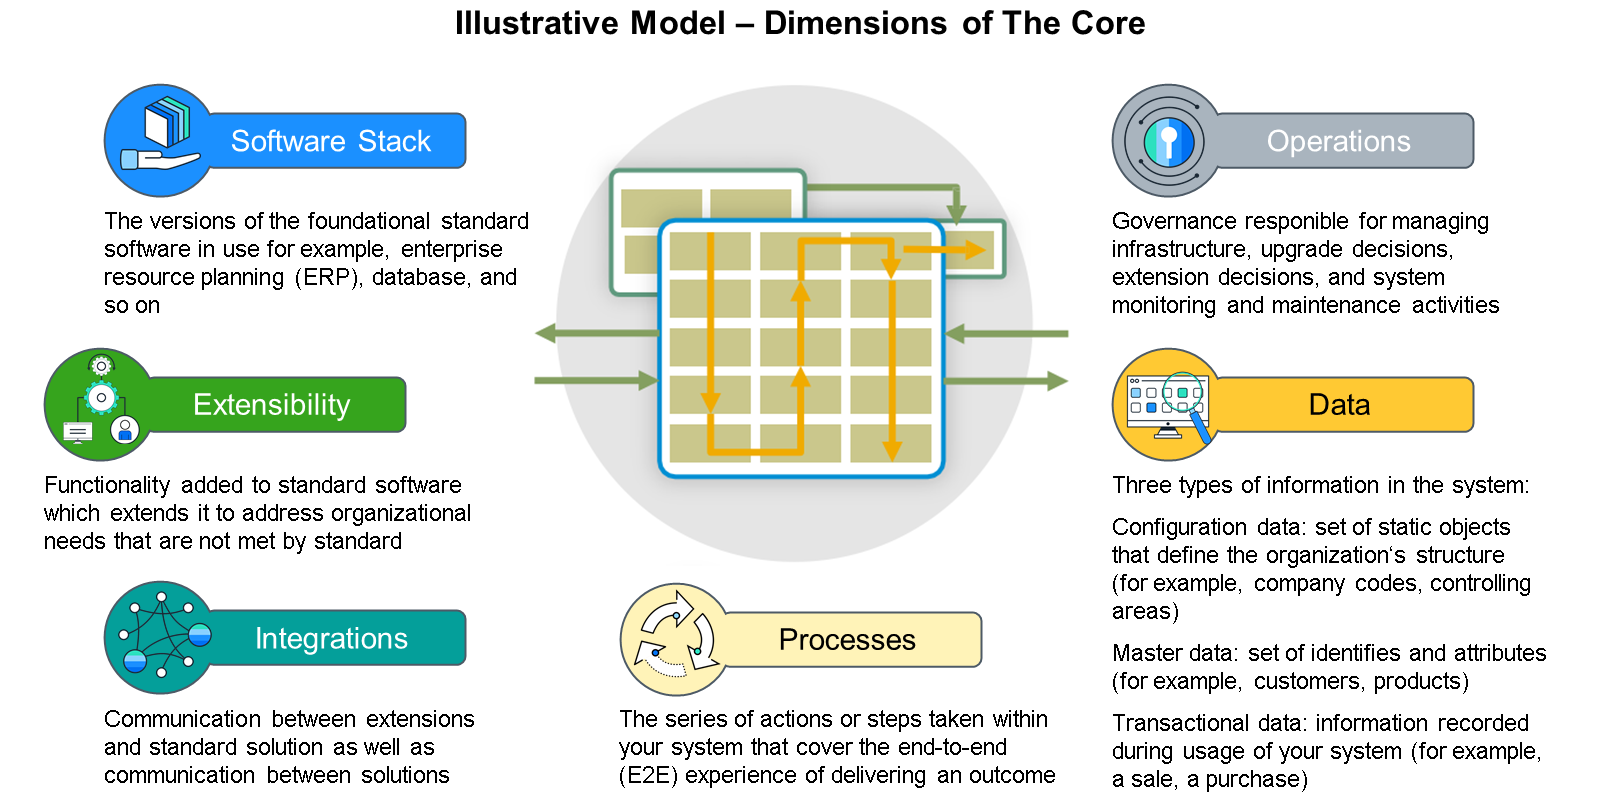 Illustrative Model – Dimensions of The Core
Software Stack
The versions of the foundational standard
software in use for example, enterprise
resource planning (ERP), database, and
so on
Extensibility
Functionality added to standard software
which extends it to address organizational
needs that are not met by standard
Integrations
Communication between extensions
and standard solution as well as
communication between solutions
Processes
The series of actions or steps taken within
your system that cover the end-to-end
(E2E) experience of delivering an outcome
Operations
Governance responible for managing
infrastructure, upgrade decisions,
extension decisions, and system
monitoring and maintenance activities
Data
Three types of information in the system:
Configuration data: set of static objects
that define the organization‘s structure
(for example, company codes, controlling
areas)
Master data: set of identifies and attributes
(for example, customers, products)
Transactional data: information recorded
during usage of your system (for example,
a sale, a purchase)